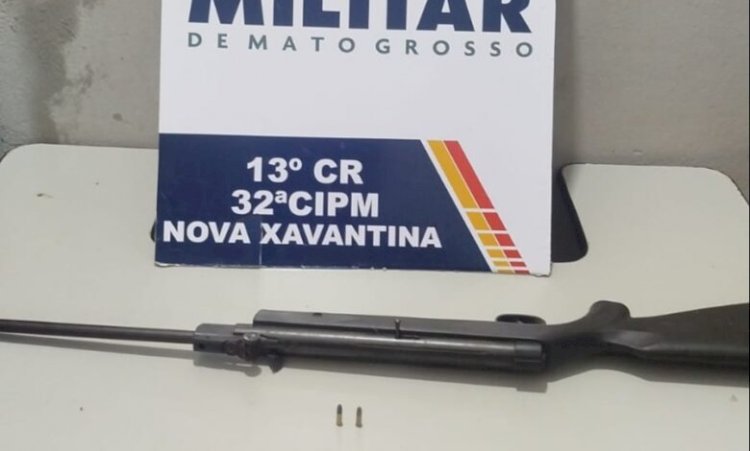 MILITAR
DE MATO GROSSO
13º CR
32ªCIPM
NOVA XAVANTINA